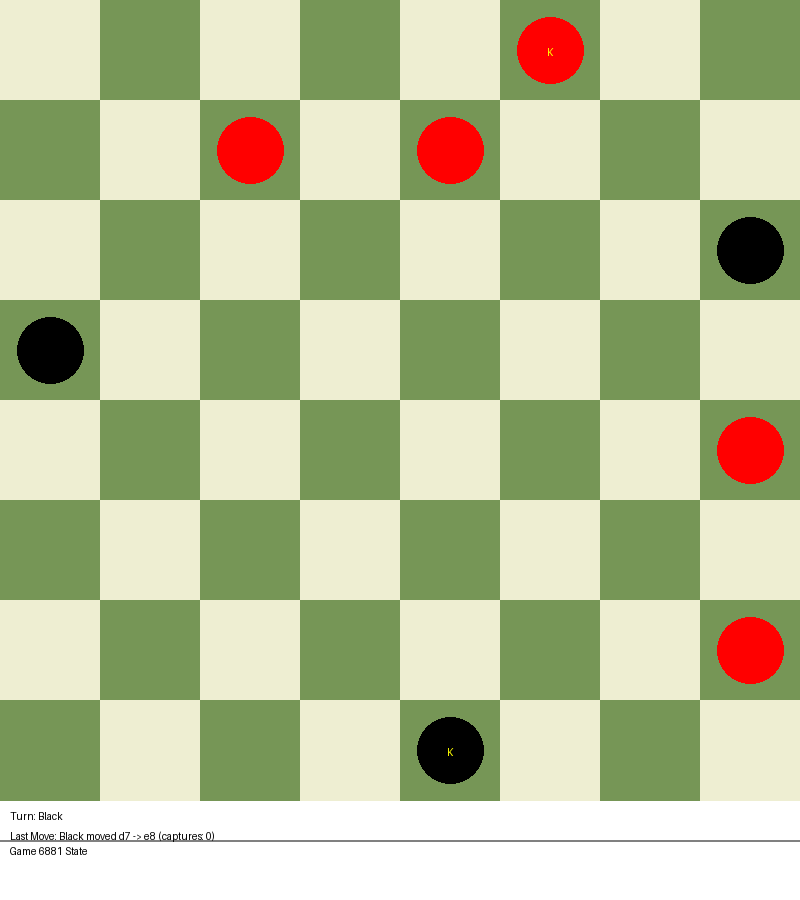 K
K
Turn: Black
Last Move: Black moved d7 -> e8 (captures: 0)
Game 6881 State